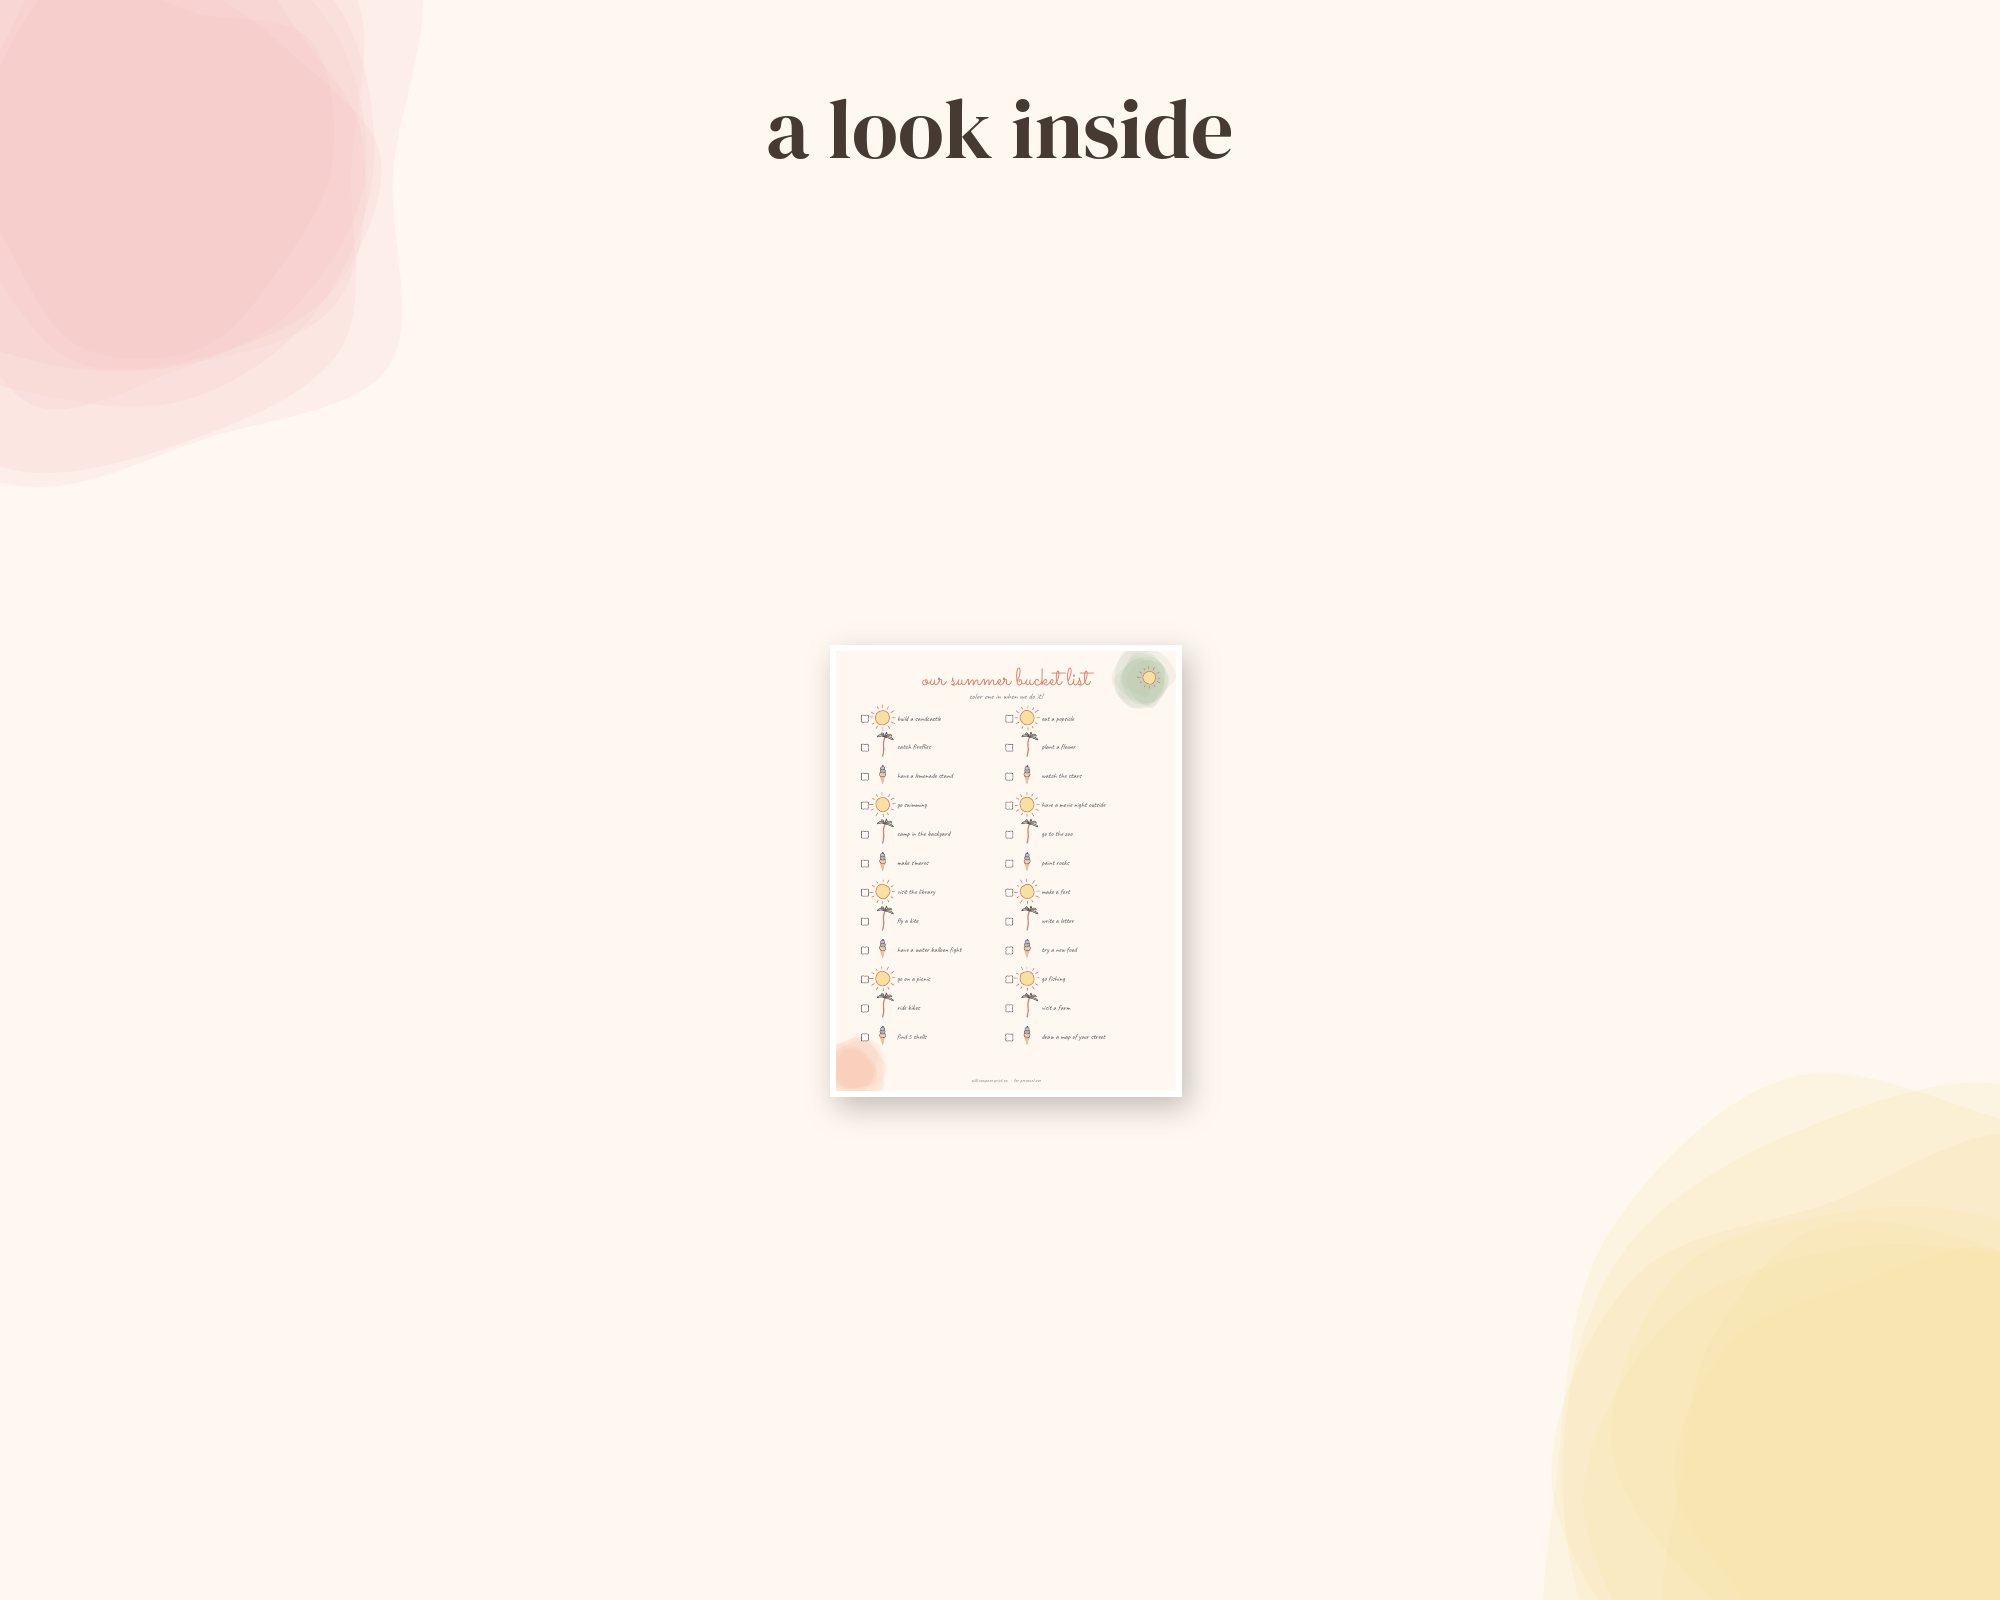 a look inside
our summer bucket list
color one in when we do it!
build a sandcastle
catch fireflies
have a lemonade stand
go swimming
camp in the backyard
make s'mores
visit the library
fly a kite
have a water balloon fight
go on a picnic
ride bikes
find 5 shells
eat a popsicle
plant a flower
watch the stars
have a movie night outside
go to the zoo
paint rocks
make a fort
write a letter
try a new food
go fishing
visit a farm
draw a map of your street
for personal use